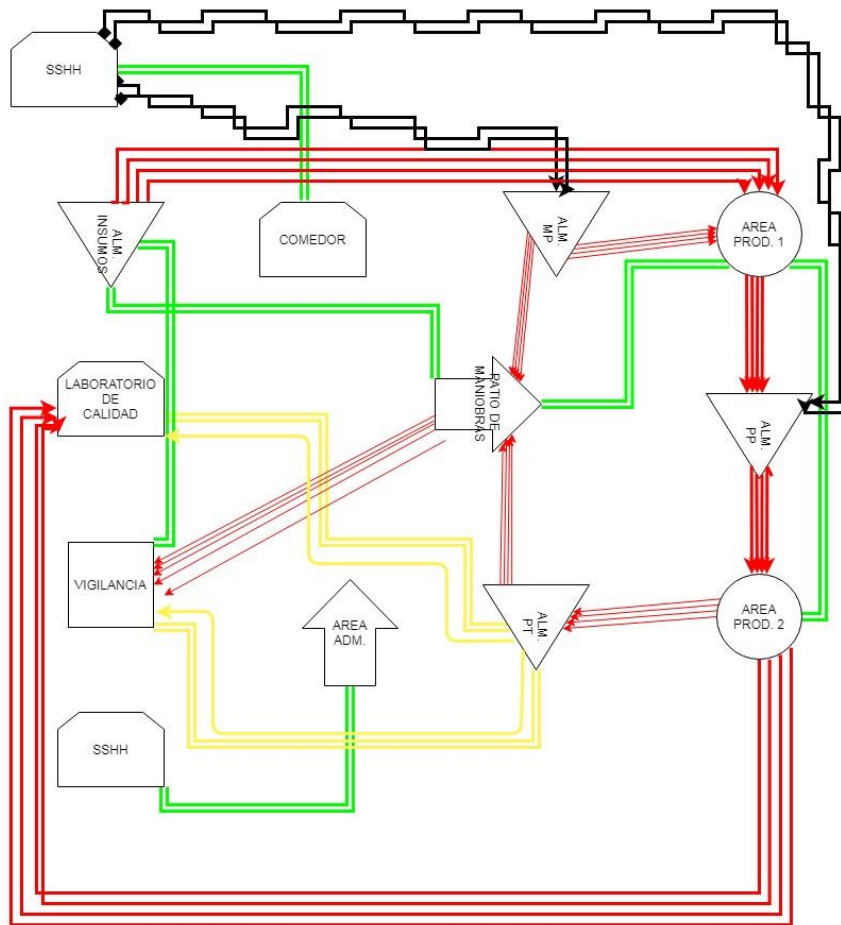 SSHH
ALM.
INSUMOS
COMEDOR
ALM.
MP
AREA
PROD. 1
LABORATORIO
DE
CALIDAD
PATIO DE
MANIOBRAS
ALM.
PP
VIGILANCIA
AREA
ADM.
ALM.
PT
AREA
PROD. 2
SSHH